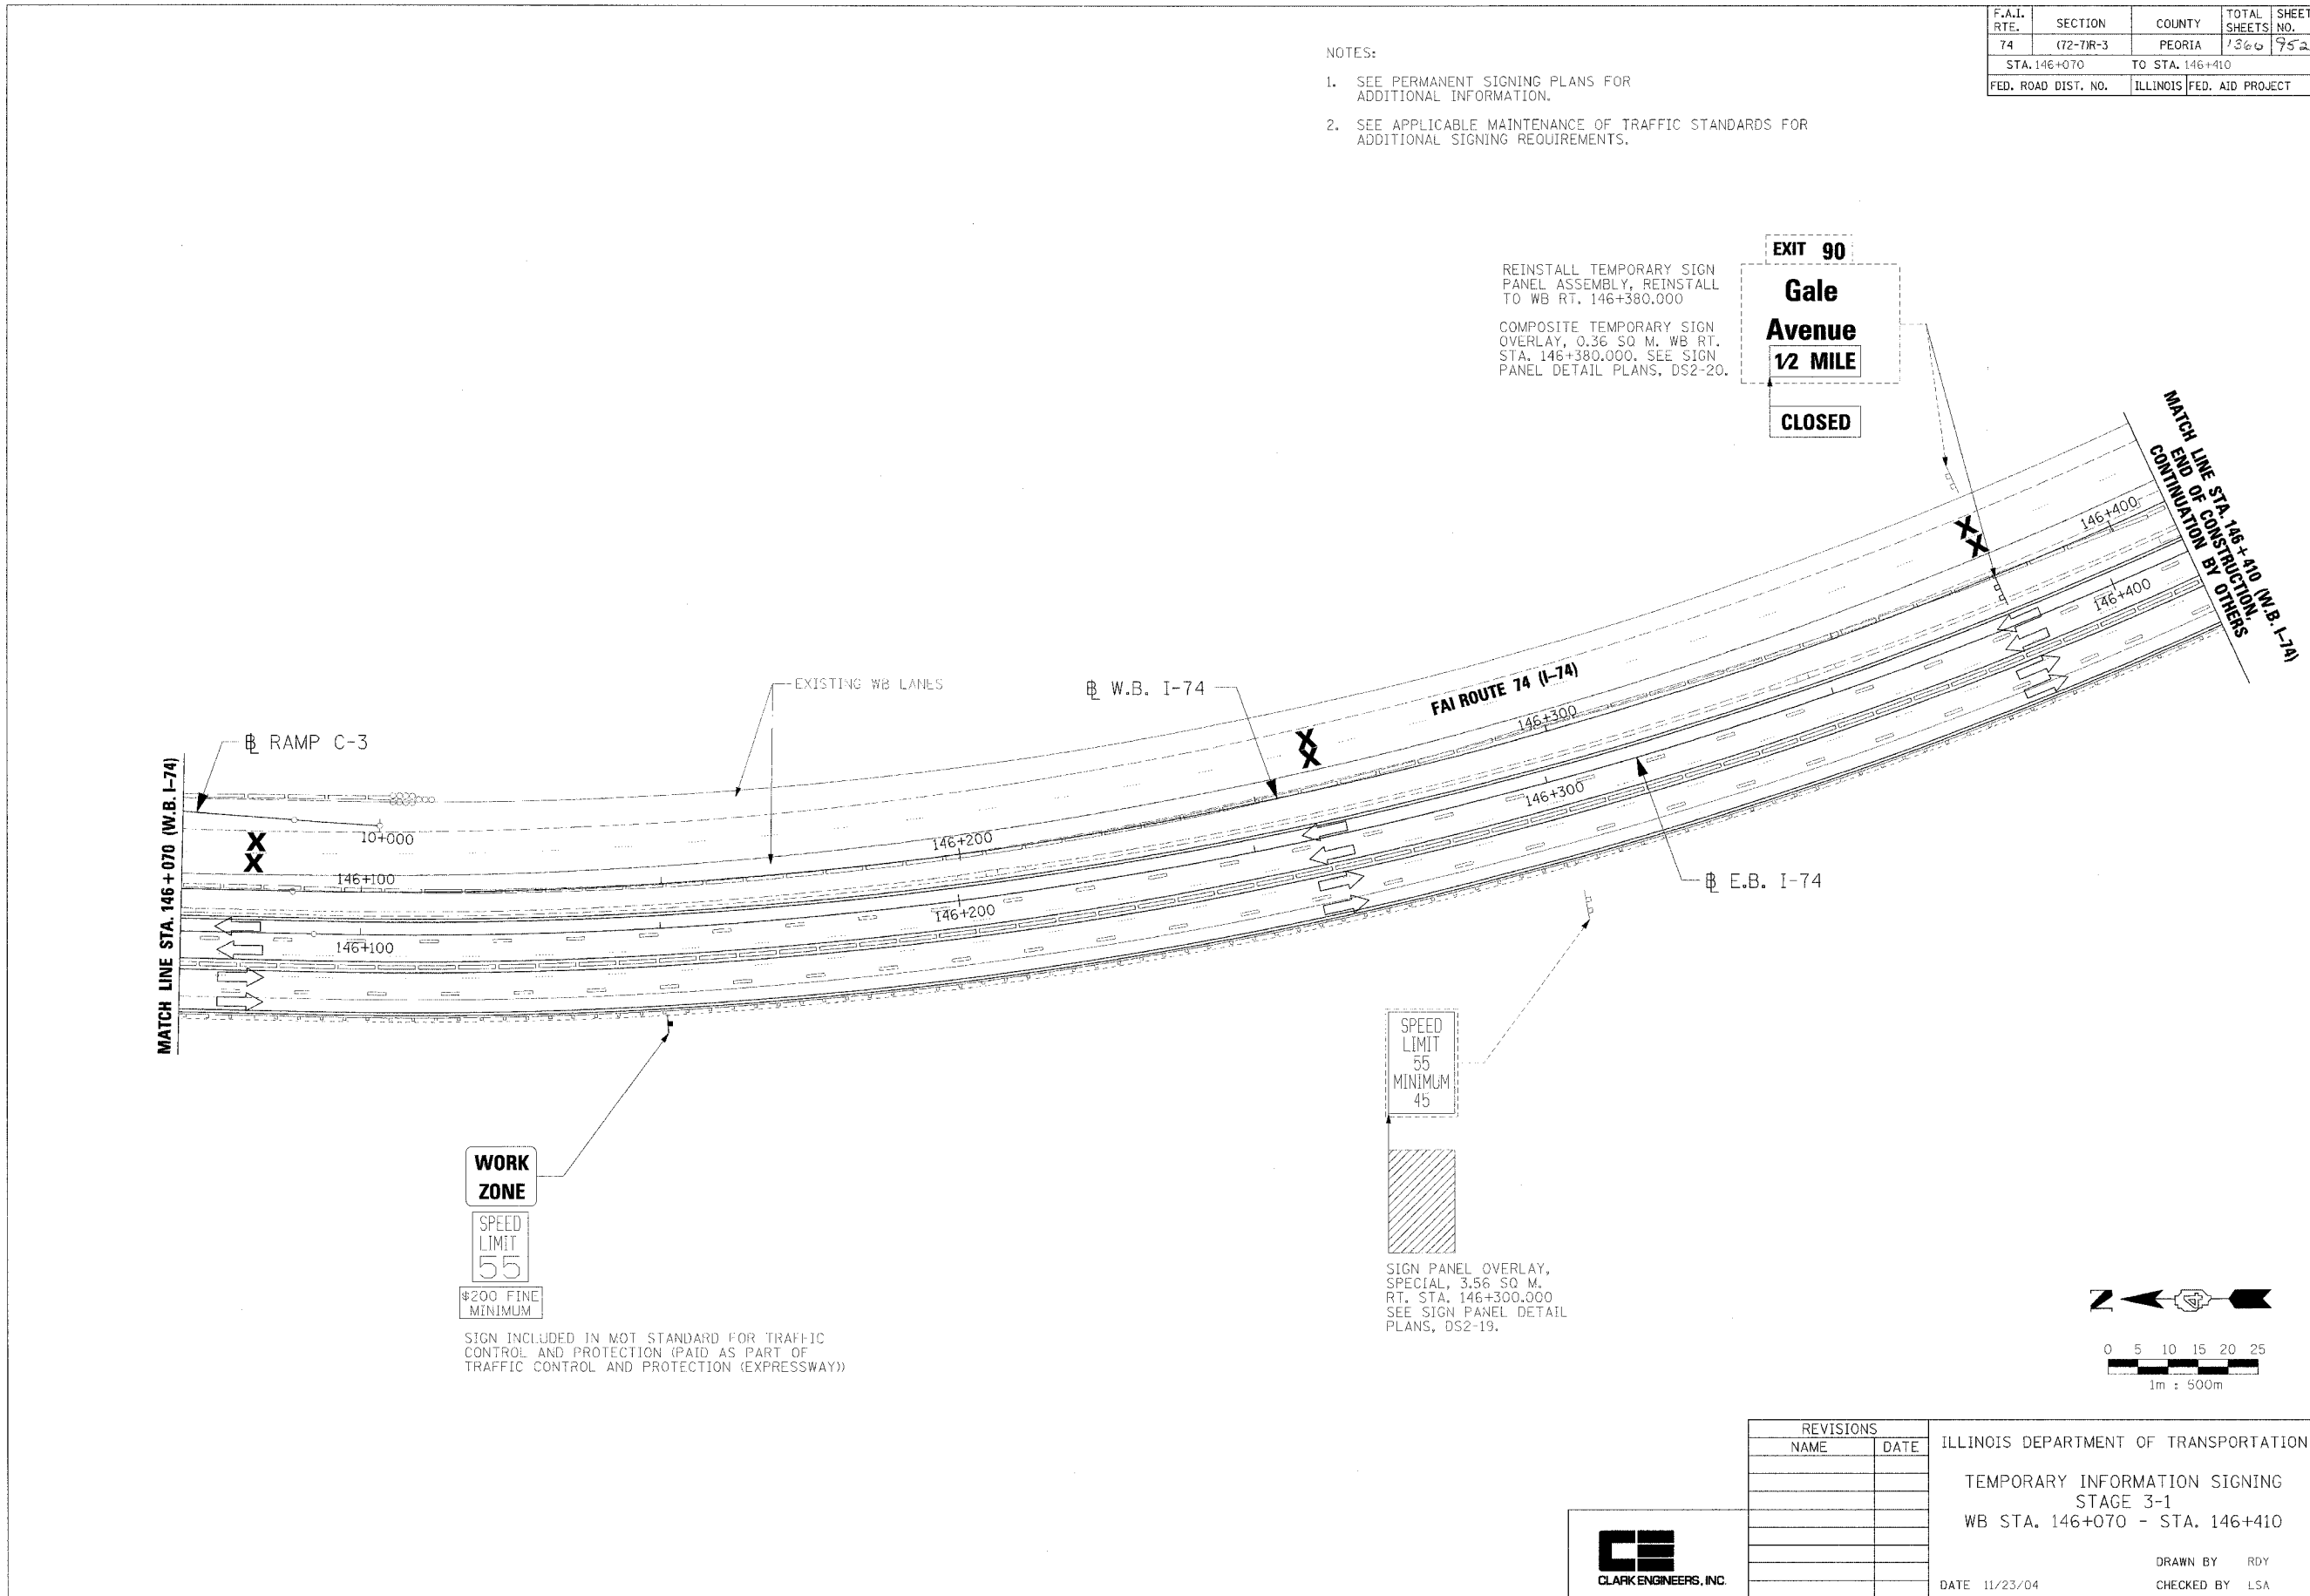 F.A.I. RTE. SECTION COUNTY TOTAL SHEETS SHEET NO.
74 (72-7)R-3 PEORIA 1360 952
STA. 146+070 TO STA. 146+410
FED. ROAD DIST. NO. ILLINOIS FED. AID PROJECT
NOTES:
1. SEE PERMANENT SIGNING PLANS FOR
ADDITIONAL INFORMATION.
2. SEE APPLICABLE MAINTENANCE OF TRAFFIC STANDARDS FOR
ADDITIONAL SIGNING REQUIREMENTS.
REINSTALL TEMPORARY SIGN
PANEL ASSEMBLY, REINSTALL
TO WB RT. 146+380.000
COMPOSITE TEMPORARY SIGN
OVERLAY, 0.36 SQ M. WB RT.
STA. 146+380.000. SEE SIGN
PANEL DETAIL PLANS, DS2-20.
EXIT 90
Gale
Avenue
1/2 MILE
CLOSED
MATCH LINE STA. 146+410 (W.B. I-74)
END OF CONSTRUCTION,
CONTINUATION BY OTHERS
146+400
146+400
X
X
EXISTING WB LANES
℄ W.B. I-74
FAI ROUTE 74 (I-74)
146+300
X
X
146+300
℄ E.B. I-74
℄ RAMP C-3
MATCH LINE STA. 146+070 (W.B. I-74)
10+000
X
X
146+100
146+200
146+200
146+100
WORK
ZONE
SPEED
LIMIT
55
$200 FINE
MINIMUM
SIGN INCLUDED IN MOT STANDARD FOR TRAFFIC
CONTROL AND PROTECTION (PAID AS PART OF
TRAFFIC CONTROL AND PROTECTION (EXPRESSWAY))
SPEED
LIMIT
55
MINIMUM
45
SIGN PANEL OVERLAY,
SPECIAL, 3.56 SQ M.
RT. STA. 146+300.000
SEE SIGN PANEL DETAIL
PLANS, DS2-19.
Z
0 5 10 15 20 25
1m : 500m
REVISIONS
NAME DATE
ILLINOIS DEPARTMENT OF TRANSPORTATION
TEMPORARY INFORMATION SIGNING
STAGE 3-1
WB STA. 146+070 - STA. 146+410
DRAWN BY RDY
DATE 11/23/04 CHECKED BY LSA
CE
CLARK ENGINEERS, INC.